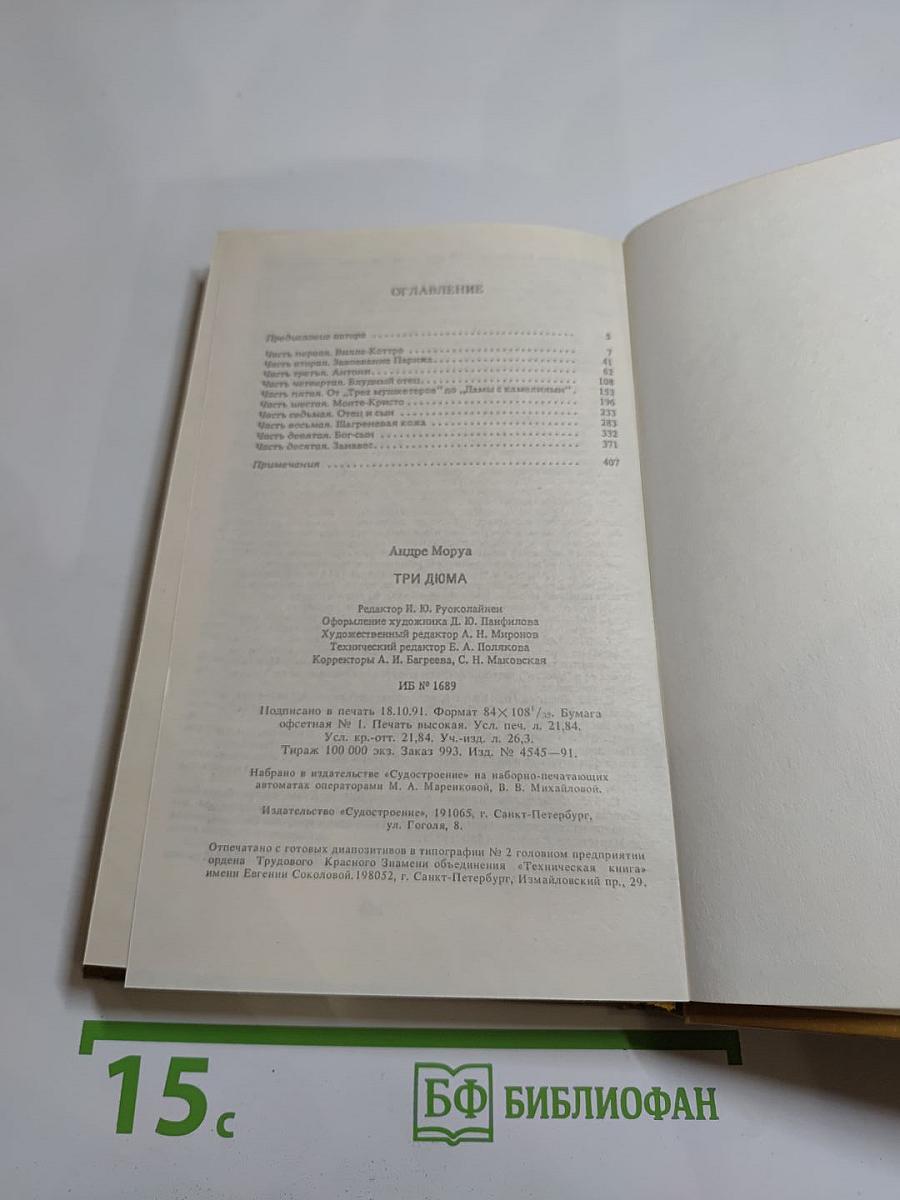 ОГЛАВЛЕНИЕ
Предисловие автора 5
Часть первая. Вилле-Коттре 7
Часть вторая. Завоевание Парижа 41
Часть третья. Антони 62
Часть четвертая. Блудный отец 108
Часть пятая. От „Трех мушкетеров“ до „Дамы с камелиями“ 152
Часть шестая. Монте-Кристо 196
Часть седьмая. Отец и сын 233
Часть восьмая. Шагреневая кожа 283
Часть девятая. Бог-сын 332
Часть десятая. Занавес 371
Примечания 407
Андре Моруа
ТРИ ДЮМА
Редактор И. Ю. Руоколайнен
Оформление художника Д. Ю. Панфилова
Художественный редактор А. Н. Миронов
Технический редактор Е. А. Полякова
Корректоры А. И. Багреева, С. Н. Маковская
ИБ № 1689
Подписано в печать 18.10.91. Формат 84×108¹/₃₂. Бумага
офсетная № 1. Печать высокая. Усл. печ. л. 21,84.
Усл. кр.-отт. 21,84. Уч.-изд. л. 26,3.
Тираж 100 000 экз. Заказ 993. Изд. № 4545—91.
Набрано в издательстве «Судостроение» на наборно-печатающих
автоматах операторами М. А. Маренковой, В. В. Михайловой.
Издательство «Судостроение», 191065, г. Санкт-Петербург,
ул. Гоголя, 8.
Отпечатано с готовых диапозитивов в типографии № 2 головном предприятии
ордена Трудового Красного Знамени объединения «Техническая книга»
имени Евгении Соколовой. 198052, г. Санкт-Петербург, Измайловский пр., 29.
15 с
БФ БИБЛИОФАН